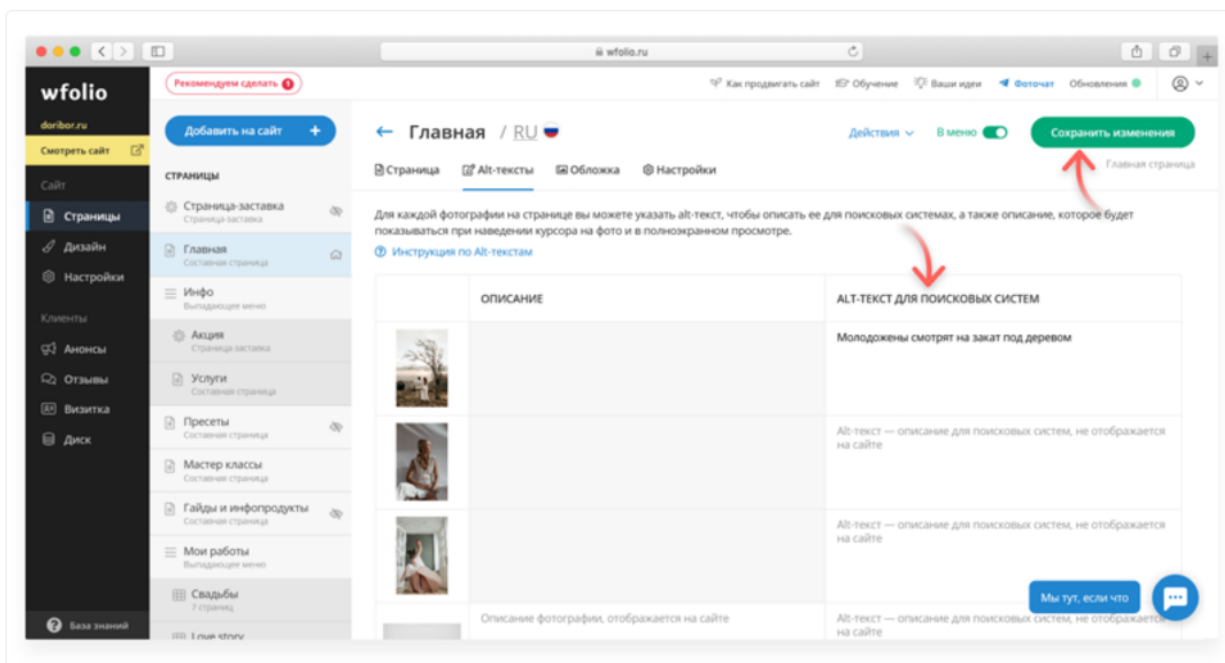 wfolio.ru
wfolio
doribor.ru
Смотреть сайт
Сайт
Страницы
Дизайн
Настройки
Клиенты
Анонсы
Отзывы
Визитка
Диск
База знаний
Рекомендуем сделать 1
Добавить на сайт +
СТРАНИЦЫ
Страница-заставка
Страница-заставка
Главная
Составная страница
Инфо
Выпадающее меню
Акция
Страница-заставка
Услуги
Составная страница
Пресеты
Составная страница
Мастер классы
Составная страница
Гайды и инфопродукты
Составная страница
Мои работы
Выпадающее меню
Свадьбы
7 страниц
Love story
Как продвигать сайт Обучение Ваши идеи Фоточат Обновления
← Главная / RU
Действия В меню Сохранить изменения
Страница Alt-тексты Обложка Настройки
Главная страница
Для каждой фотографии на странице вы можете указать alt-текст, чтобы описать ее для поисковых системах, а также описание, которое будет
показываться при наведении курсора на фото и в полноэкранном просмотре.
Инструкция по Alt-текстам
ОПИСАНИЕ ALT-ТЕКСТ ДЛЯ ПОИСКОВЫХ СИСТЕМ
Молодожены смотрят на закат под деревом
Alt-текст — описание для поисковых систем, не отображается
на сайте
Alt-текст — описание для поисковых систем, не отображается
на сайте
Описание фотографии, отображается на сайте
Alt-текст — описание для поисковых систем, не отображается
на сайте
Мы тут, если что